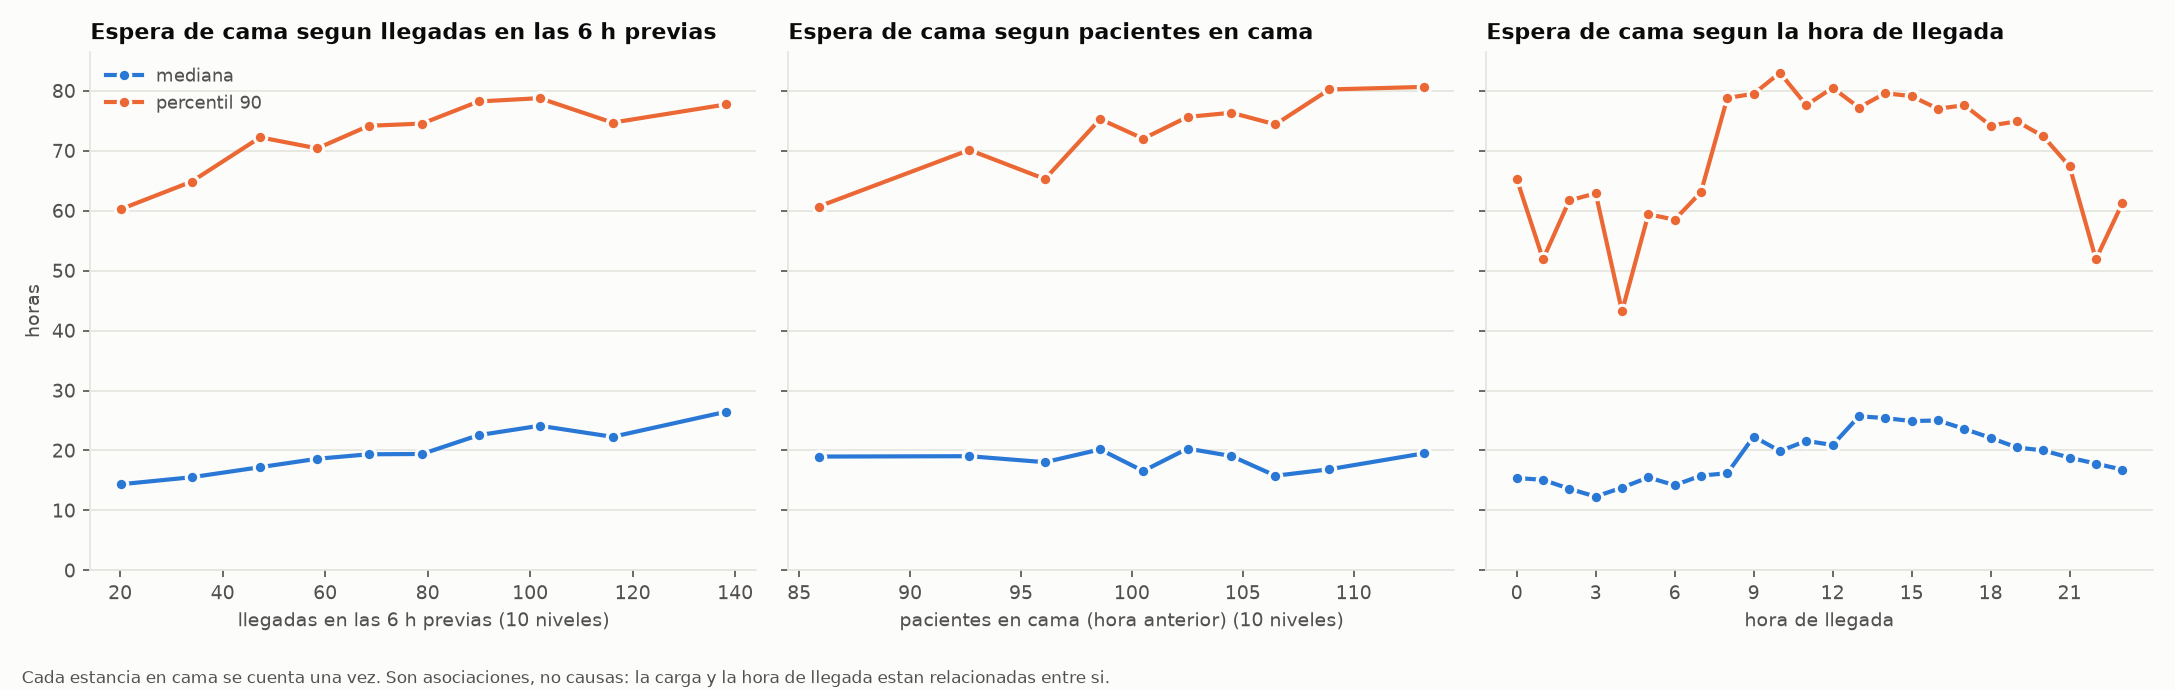 Espera de cama segun llegadas en las 6 h previas
Espera de cama segun pacientes en cama
Espera de cama segun la hora de llegada
mediana
percentil 90
horas
80
70
60
50
40
30
20
10
0
20 40 60 80 100 120 140
llegadas en las 6 h previas (10 niveles)
85 90 95 100 105 110
pacientes en cama (hora anterior) (10 niveles)
0 3 6 9 12 15 18 21
hora de llegada
Cada estancia en cama se cuenta una vez. Son asociaciones, no causas: la carga y la hora de llegada estan relacionadas entre si.